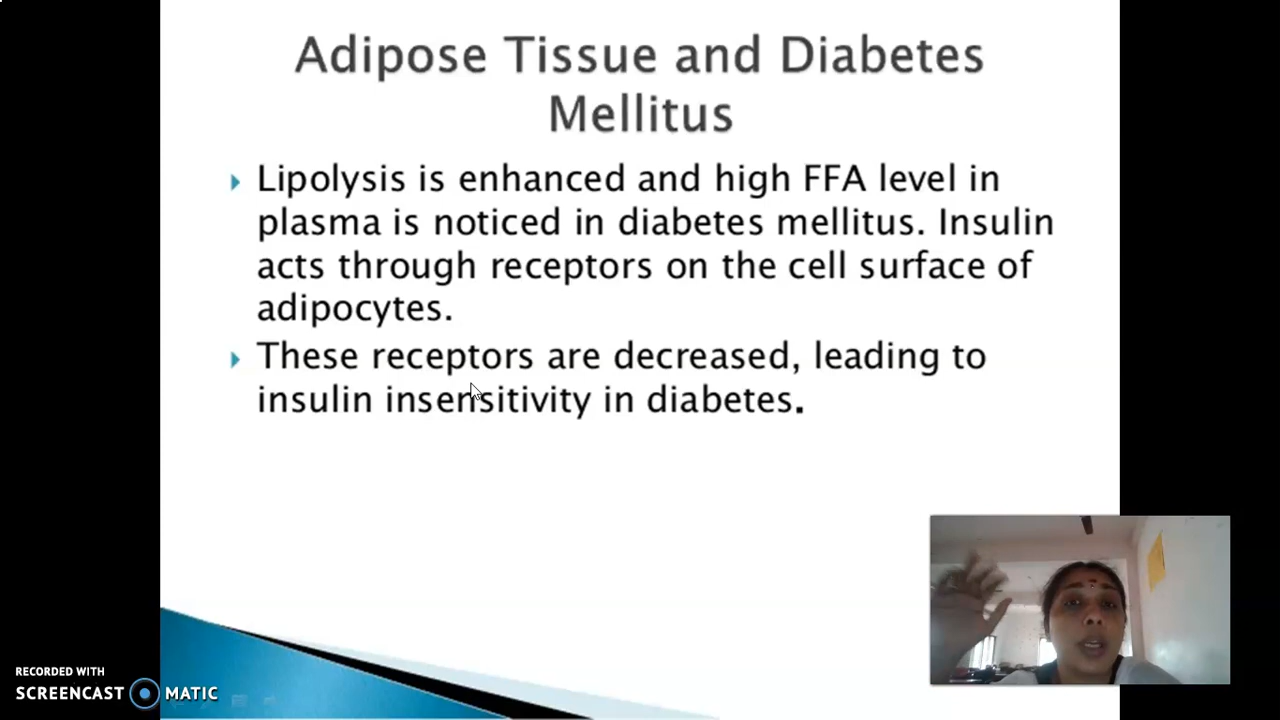 Adipose Tissue and Diabetes
Mellitus
Lipolysis is enhanced and high FFA level in
plasma is noticed in diabetes mellitus. Insulin
acts through receptors on the cell surface of
adipocytes.
These receptors are decreased, leading to
insulin insensitivity in diabetes.
RECORDED WITH
SCREENCAST MATIC